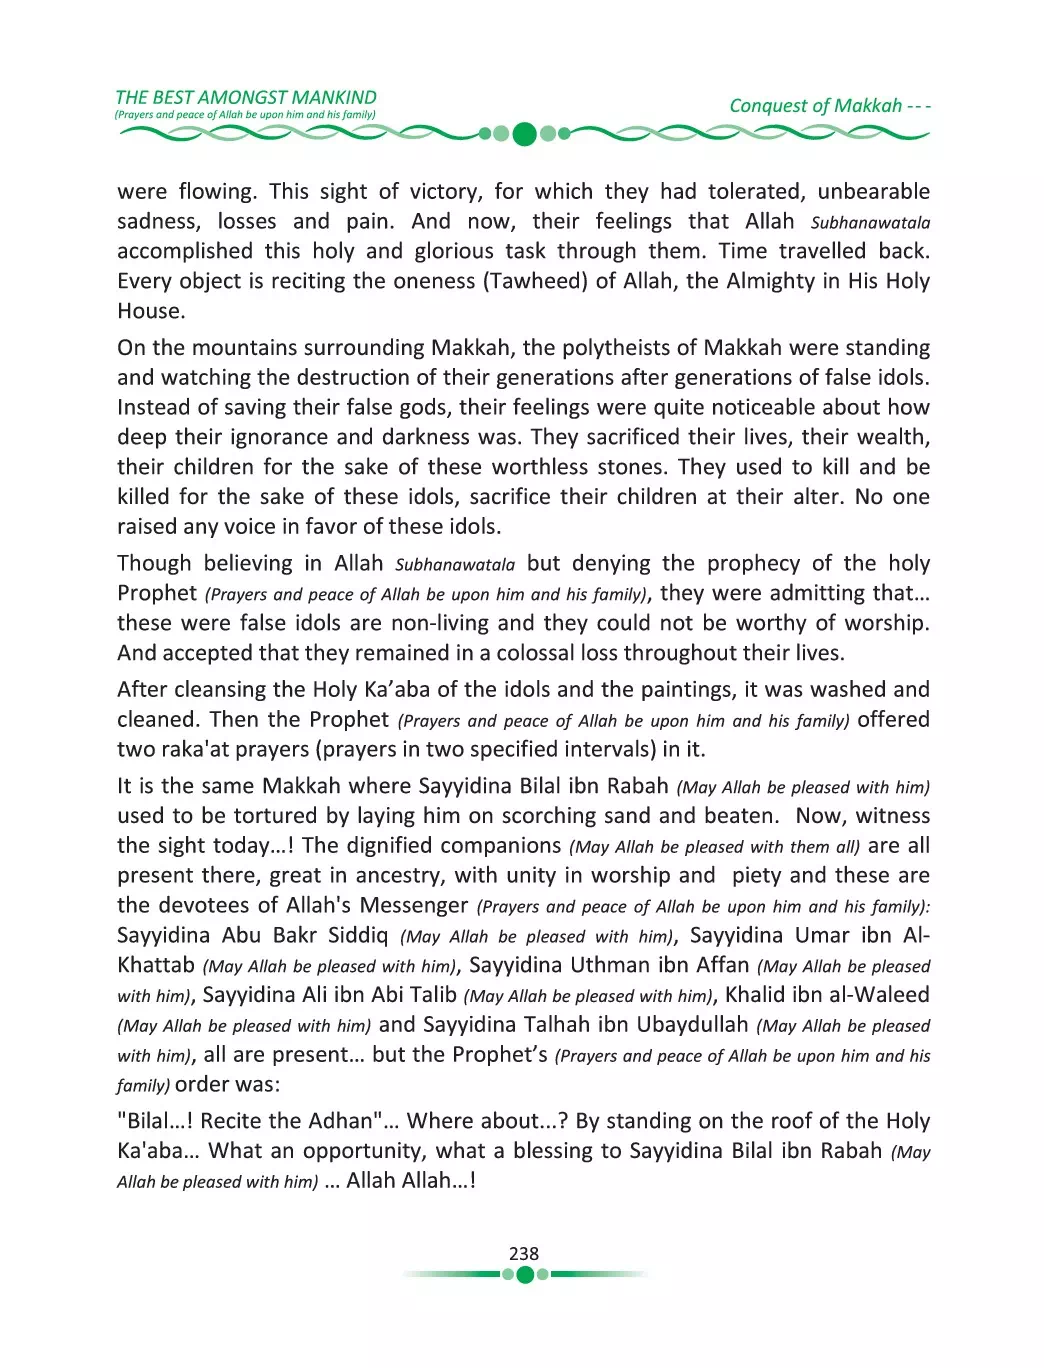 THE BEST AMONGST MANKIND
(Prayers and peace of Allah be upon him and his family)
Conquest of Makkah ---
were flowing. This sight of victory, for which they had tolerated, unbearable
sadness, losses and pain. And now, their feelings that Allah Subhanawatala
accomplished this holy and glorious task through them. Time travelled back.
Every object is reciting the oneness (Tawheed) of Allah, the Almighty in His Holy
House.
On the mountains surrounding Makkah, the polytheists of Makkah were standing
and watching the destruction of their generations after generations of false idols.
Instead of saving their false gods, their feelings were quite noticeable about how
deep their ignorance and darkness was. They sacrificed their lives, their wealth,
their children for the sake of these worthless stones. They used to kill and be
killed for the sake of these idols, sacrifice their children at their alter. No one
raised any voice in favor of these idols.
Though believing in Allah Subhanawatala but denying the prophecy of the holy
Prophet (Prayers and peace of Allah be upon him and his family), they were admitting that…
these were false idols are non-living and they could not be worthy of worship.
And accepted that they remained in a colossal loss throughout their lives.
After cleansing the Holy Ka’aba of the idols and the paintings, it was washed and
cleaned. Then the Prophet (Prayers and peace of Allah be upon him and his family) offered
two raka'at prayers (prayers in two specified intervals) in it.
It is the same Makkah where Sayyidina Bilal ibn Rabah (May Allah be pleased with him)
used to be tortured by laying him on scorching sand and beaten.  Now, witness
the sight today…! The dignified companions (May Allah be pleased with them all) are all
present there, great in ancestry, with unity in worship and  piety and these are
the devotees of Allah's Messenger (Prayers and peace of Allah be upon him and his family):
Sayyidina Abu Bakr Siddiq (May Allah be pleased with him), Sayyidina Umar ibn Al-
Khattab (May Allah be pleased with him), Sayyidina Uthman ibn Affan (May Allah be pleased
with him), Sayyidina Ali ibn Abi Talib (May Allah be pleased with him), Khalid ibn al-Waleed
(May Allah be pleased with him) and Sayyidina Talhah ibn Ubaydullah (May Allah be pleased
with him), all are present… but the Prophet’s (Prayers and peace of Allah be upon him and his
family) order was:
"Bilal…! Recite the Adhan"… Where about...? By standing on the roof of the Holy
Ka'aba… What an opportunity, what a blessing to Sayyidina Bilal ibn Rabah (May
Allah be pleased with him) … Allah Allah…!
238